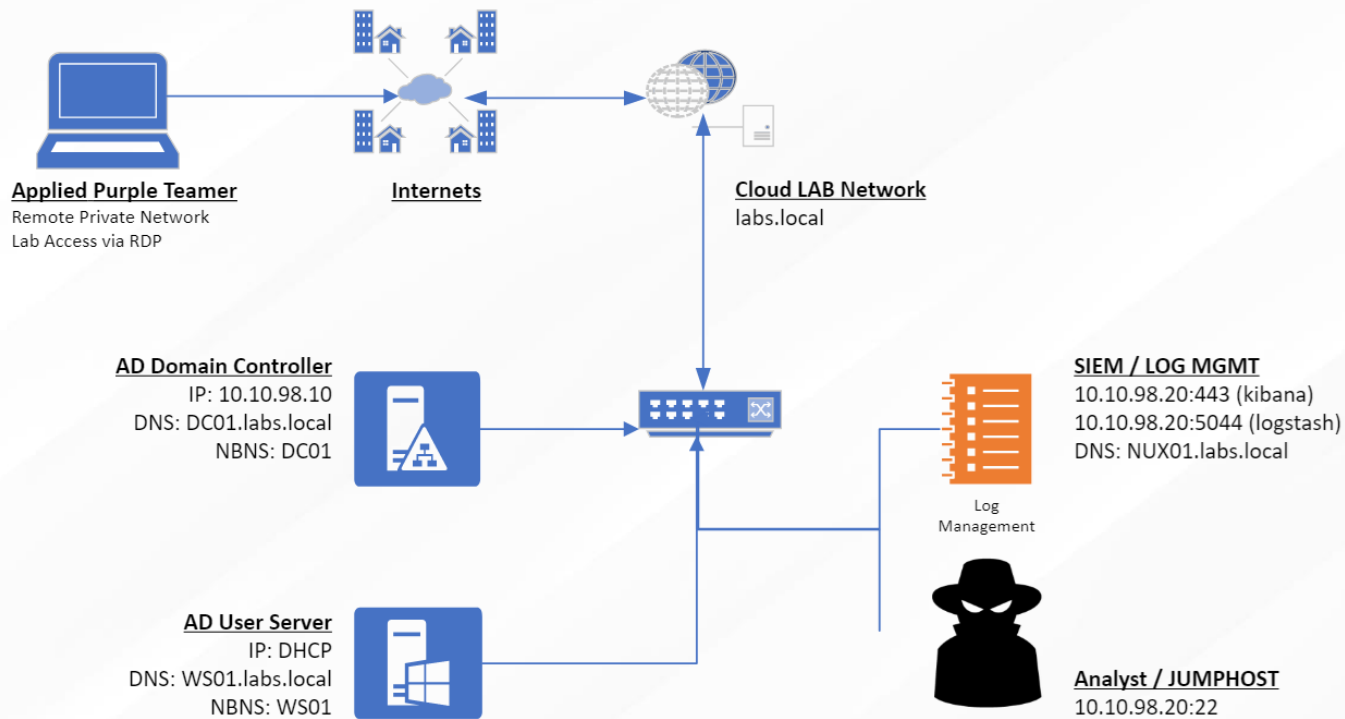 Applied Purple Teamer
Remote Private Network
Lab Access via RDP
Internets
Cloud LAB Network
labs.local
AD Domain Controller
IP: 10.10.98.10
DNS: DC01.labs.local
NBNS: DC01
SIEM / LOG MGMT
10.10.98.20:443 (kibana)
10.10.98.20:5044 (logstash)
DNS: NUX01.labs.local
Log
Management
AD User Server
IP: DHCP
DNS: WS01.labs.local
NBNS: WS01
Analyst / JUMPHOST
10.10.98.20:22